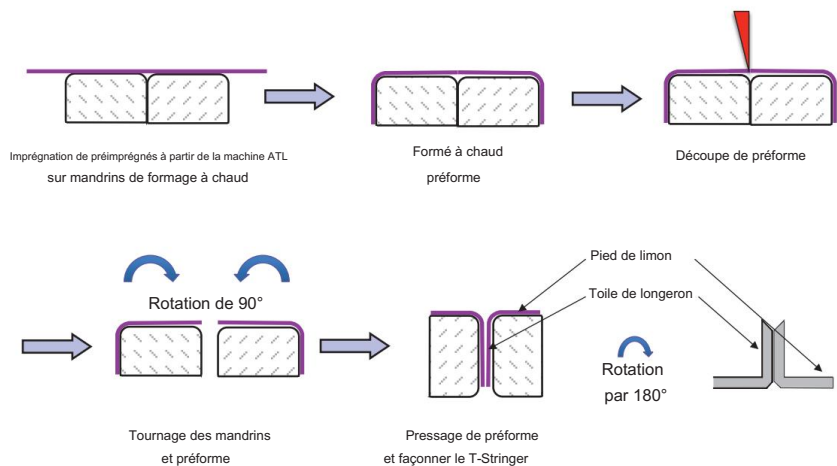 Imprégnation de préimprégnés à partir de la machine ATL
sur mandrins de formage à chaud
Formé à chaud
préforme
Découpe de préforme
Rotation de 90°
Tournage des mandrins
et préforme
Pressage de préforme
et façonner le T-Stringer
Pied de limon
Toile de longeron
Rotation
par 180°